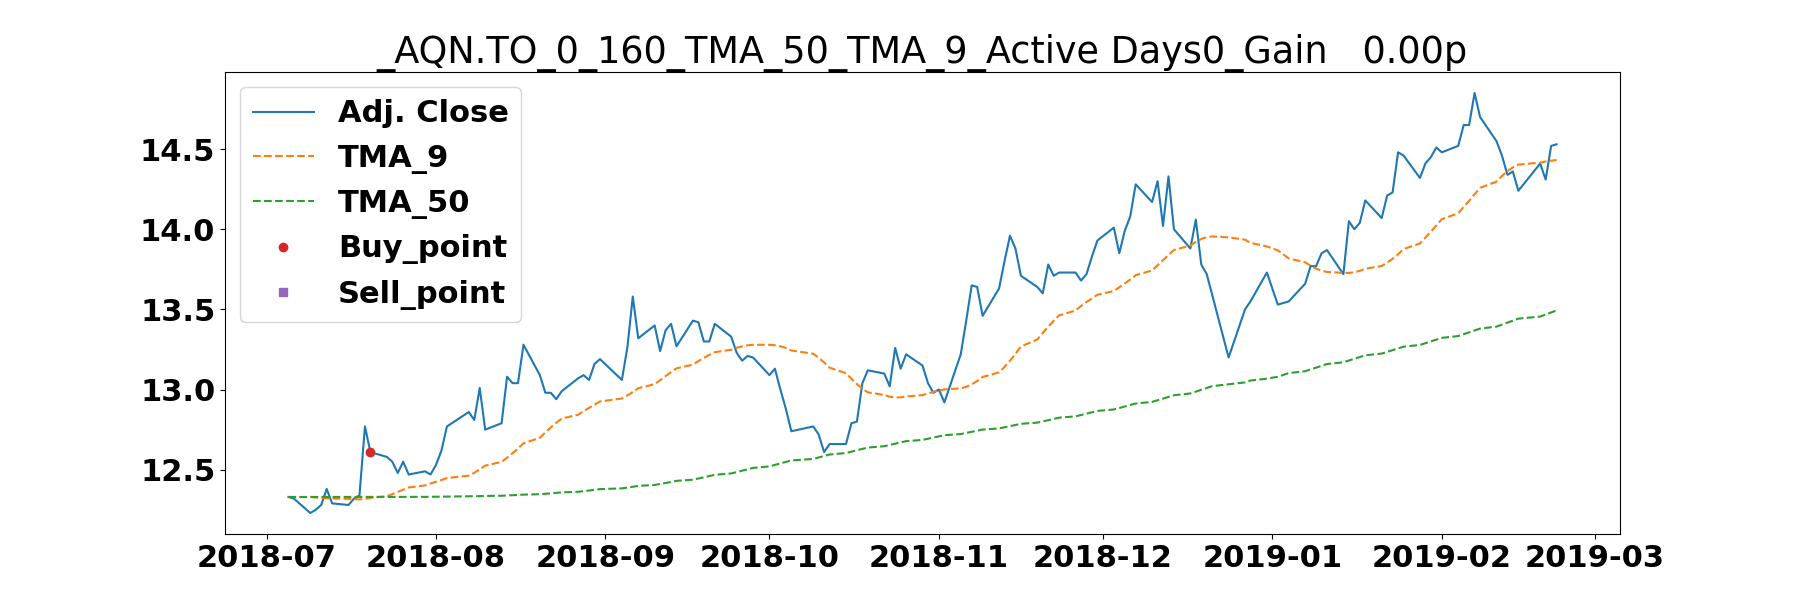 _AQN.TO_0_160_TMA_50_TMA_9_Active Days0_Gain   0.00p
Adj. Close
TMA_9
TMA_50
Buy_point
Sell_point
14.5
14.0
13.5
13.0
12.5
2018-07 2018-08 2018-09 2018-10 2018-11 2018-12 2019-01 2019-02 2019-03